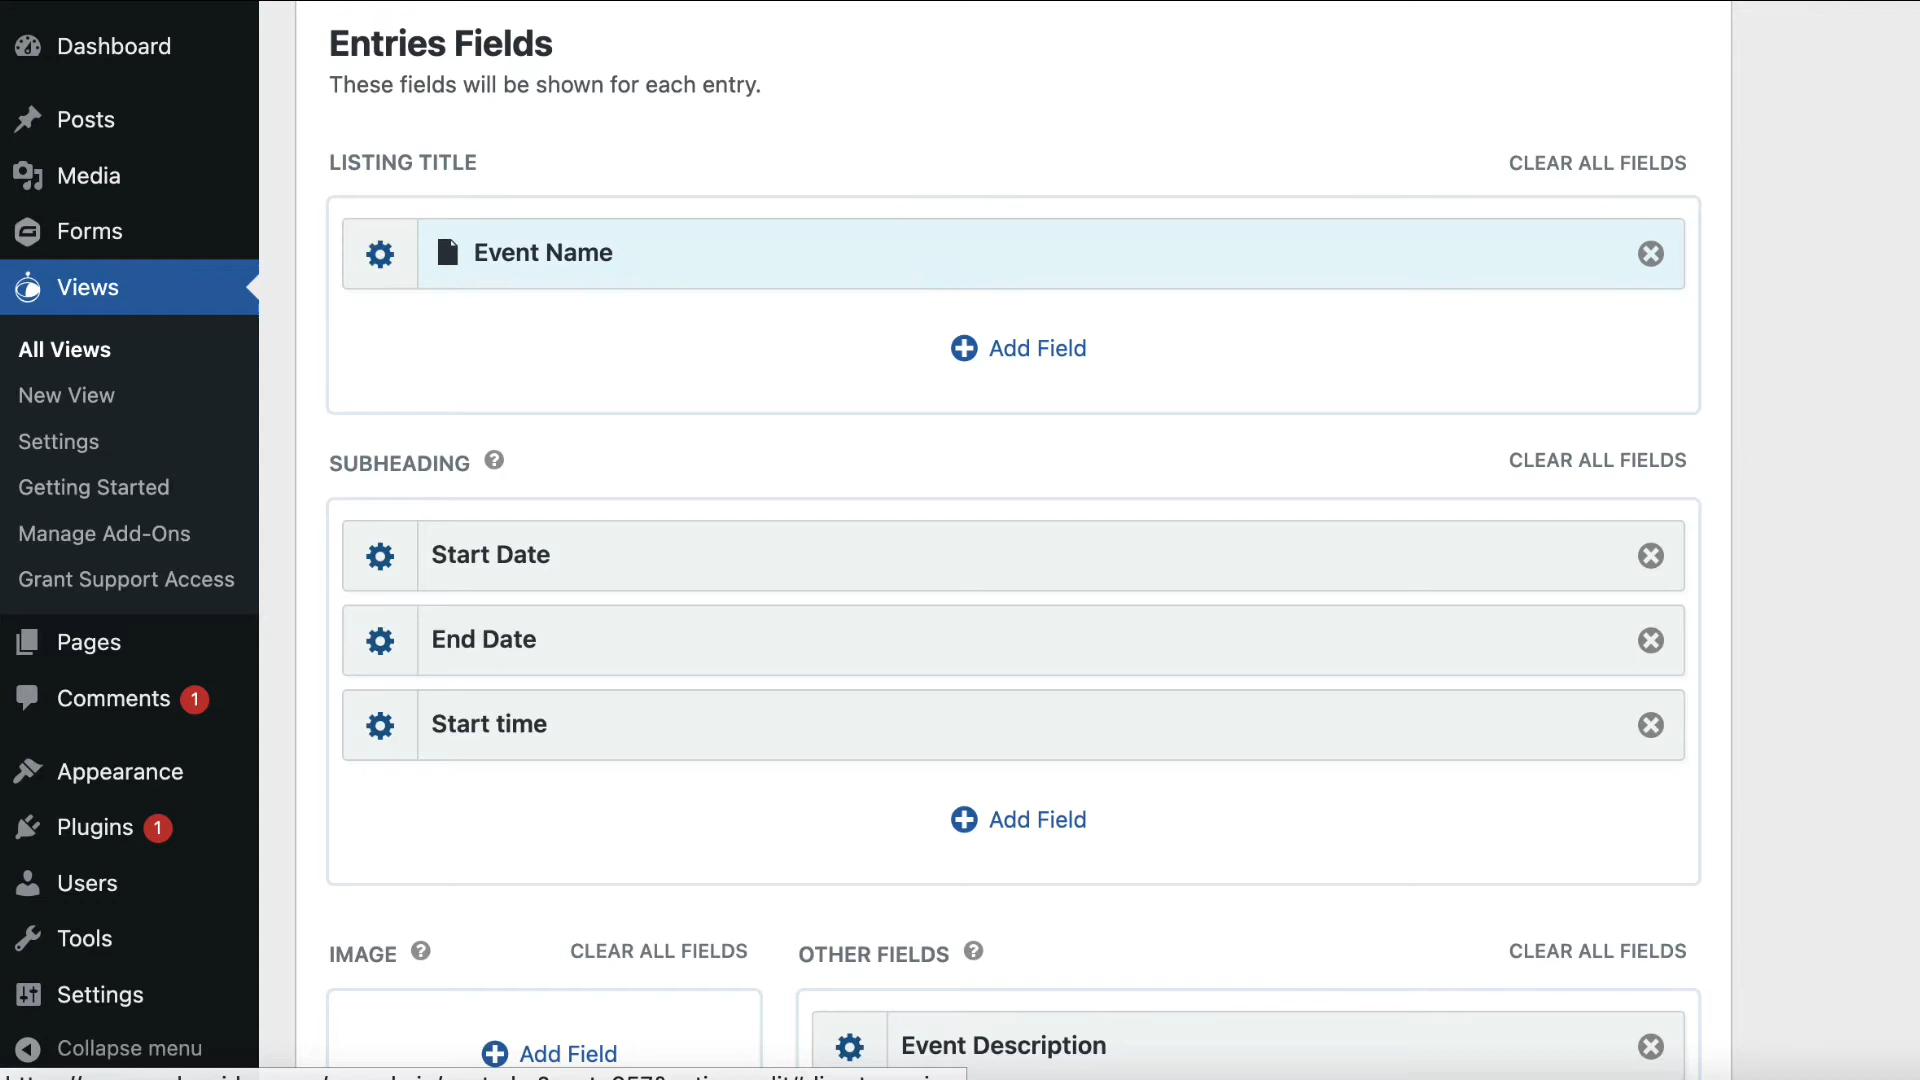 Dashboard
Posts
Media
Forms
Views
All Views
New View
Settings
Getting Started
Manage Add-Ons
Grant Support Access
Pages
Comments 1
Appearance
Plugins 1
Users
Tools
Settings
Collapse menu
Entries Fields
These fields will be shown for each entry.
LISTING TITLE
CLEAR ALL FIELDS
Event Name
Add Field
SUBHEADING
CLEAR ALL FIELDS
Start Date
End Date
Start time
Add Field
IMAGE
CLEAR ALL FIELDS
Add Field
OTHER FIELDS
CLEAR ALL FIELDS
Event Description